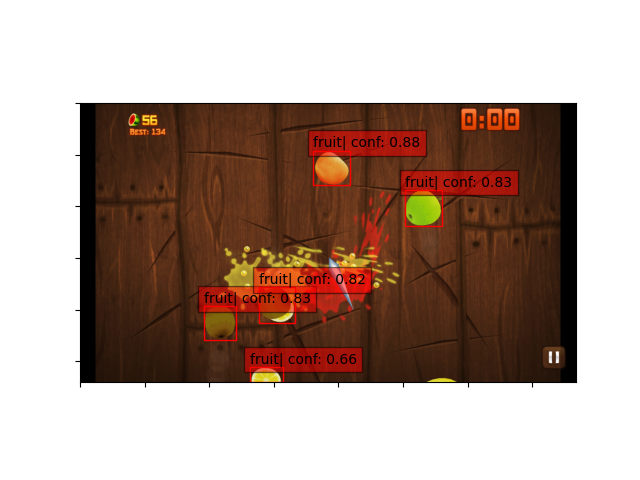 56
BEST: 134
0:00
fruit| conf: 0.88
fruit| conf: 0.83
fruit| conf: 0.82
fruit| conf: 0.83
fruit| conf: 0.66